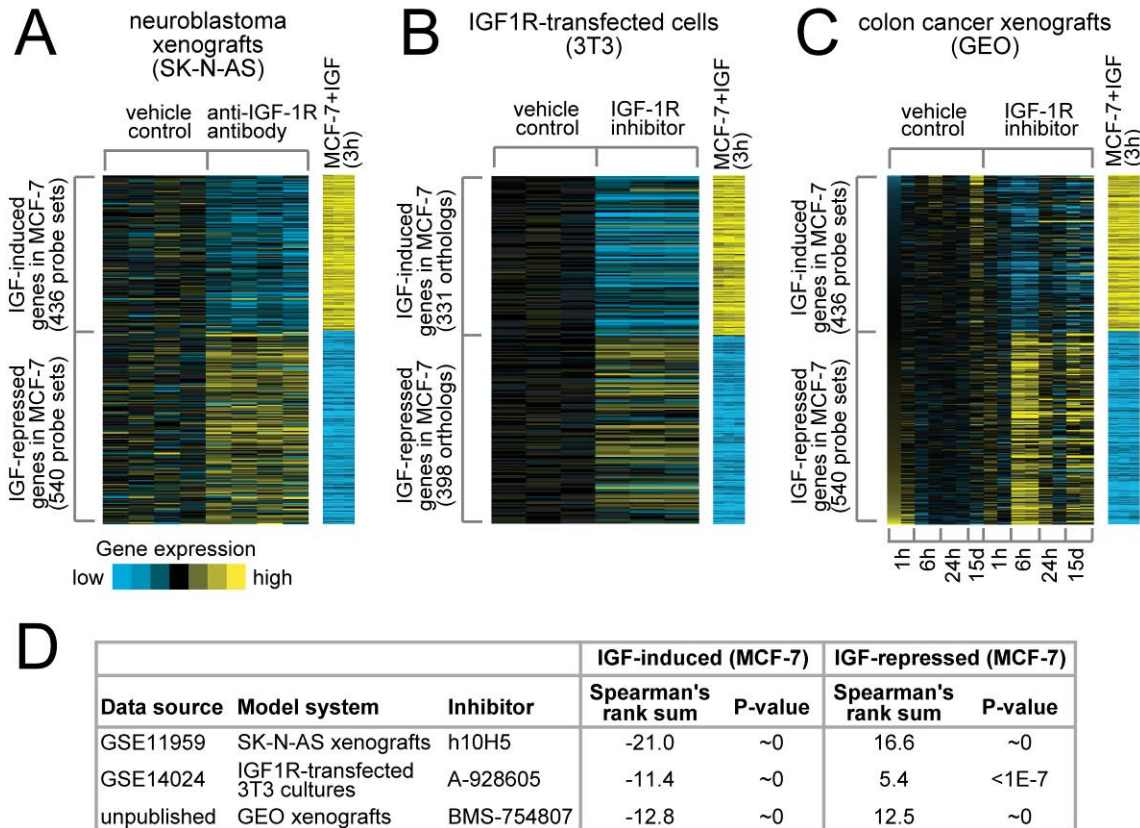 A
neuroblastoma
xenografts
(SK-N-AS)
vehicle
control
anti-IGF-1R
antibody
MCF-7+IGF
(3h)
IGF-induced
genes in MCF-7
(436 probe sets)
IGF-repressed
genes in MCF-7
(540 probe sets)
Gene expression
low
high
B
IGF1R-transfected cells
(3T3)
vehicle
control
IGF-1R
inhibitor
MCF-7+IGF
(3h)
IGF-induced
genes in MCF-7
(331 orthologs)
IGF-repressed
genes in MCF-7
(398 orthologs)
C
colon cancer xenografts
(GEO)
vehicle
control
IGF-1R
inhibitor
MCF-7+IGF
(3h)
IGF-induced
genes in MCF-7
(436 probe sets)
IGF-repressed
genes in MCF-7
(540 probe sets)
1h 6h 24h 15d 1h 6h 24h 15d
D
IGF-induced (MCF-7) IGF-repressed (MCF-7)
Data source Model system Inhibitor Spearman's rank sum P-value Spearman's rank sum P-value
GSE11959 SK-N-AS xenografts h10H5 -21.0 ~0 16.6 ~0
GSE14024 IGF1R-transfected 3T3 cultures A-928605 -11.4 ~0 5.4 <1E-7
unpublished GEO xenografts BMS-754807 -12.8 ~0 12.5 ~0